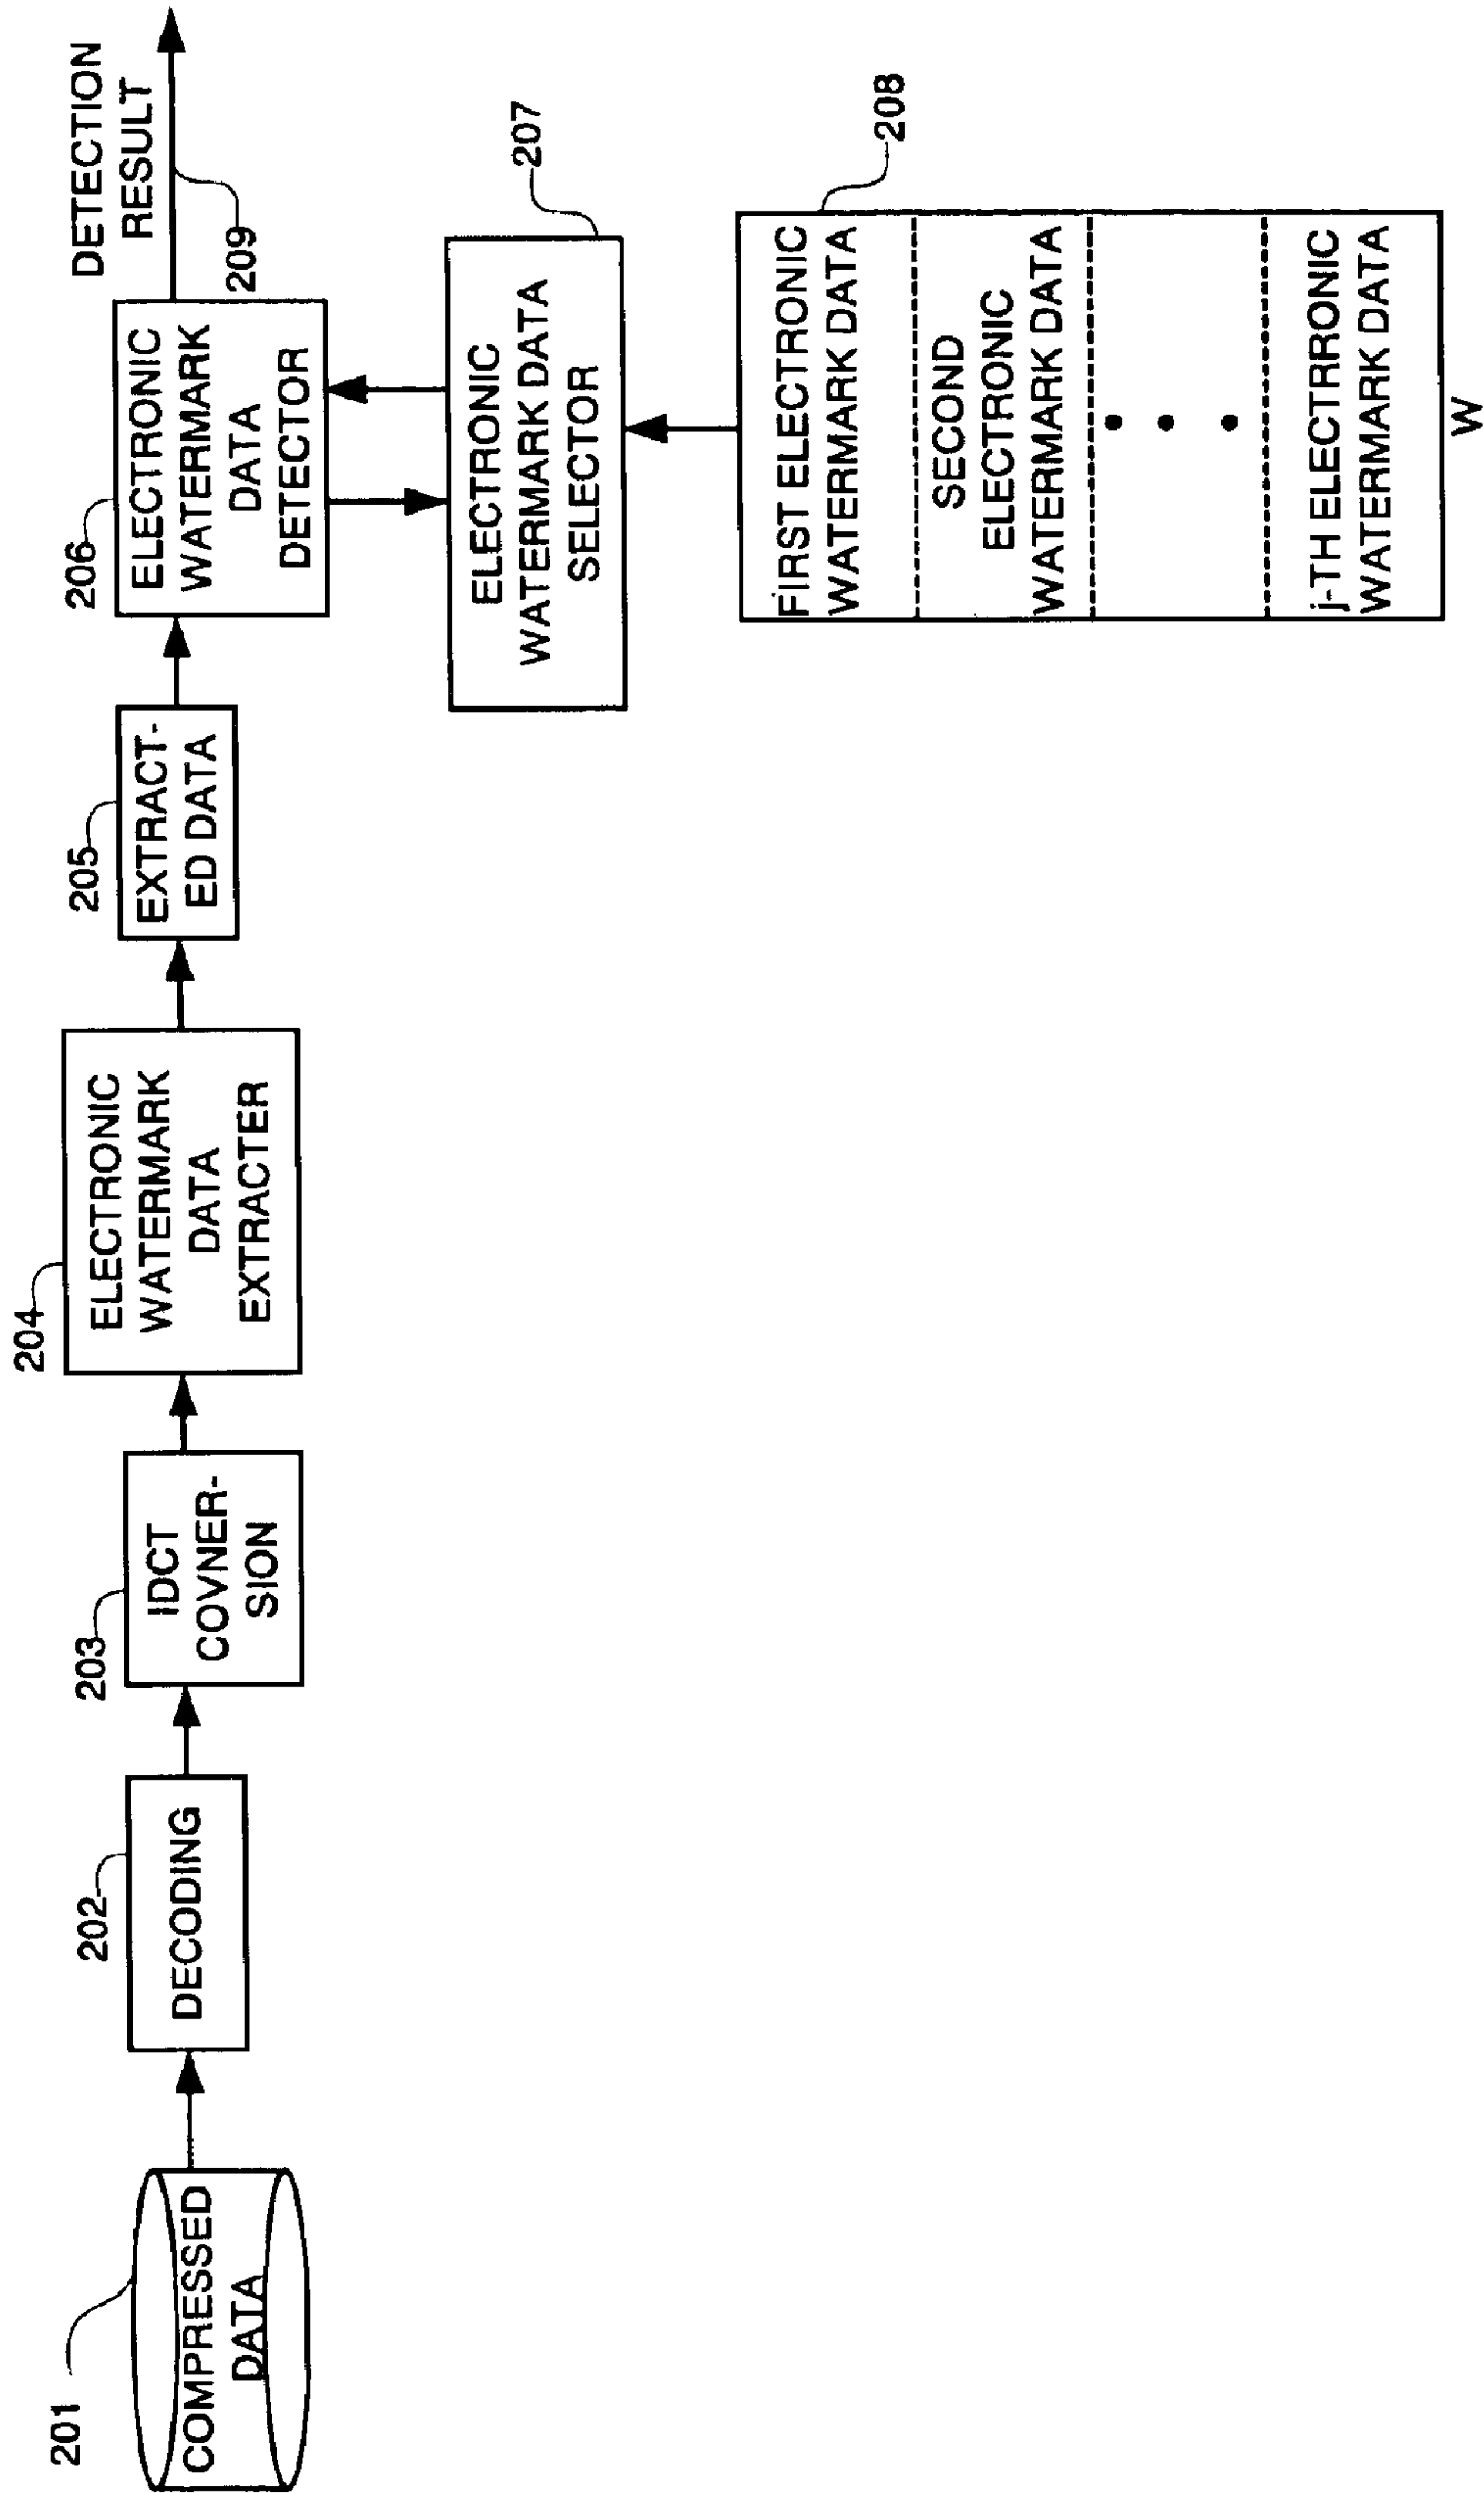 201
COMPRESSED
DATA
202
DECODING
203
IDCT
COVNER-
SION
204
ELECTRONIC
WATERMARK
DATA
EXTRACTER
205
EXTRACT-
ED DATA
206
ELECTRONIC
WATERMARK
DATA
DETECTOR
DETECTION
RESULT
209
207
ELECTRONIC
WATERMARK DATA
SELECTOR
208
FIRST ELECTRONIC
WATERMARK DATA
SECOND
ELECTRONIC
WATERMARK DATA
j-TH ELECTRRONIC
WATERMARK DATA
W